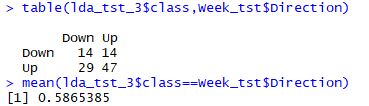 > table(lda_tst_3$class,Week_tst$Direction)
Down Up
Down 14 14
Up 29 47
> mean(lda_tst_3$class==Week_tst$Direction)
[1] 0.5865385